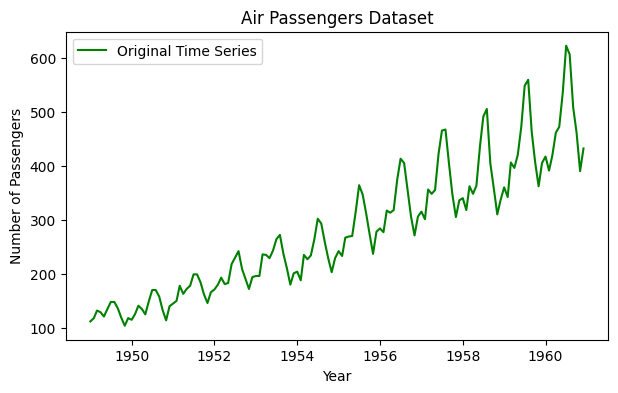 Air Passengers Dataset
Original Time Series
Number of Passengers
600
500
400
300
200
100
1950 1952 1954 1956 1958 1960
Year